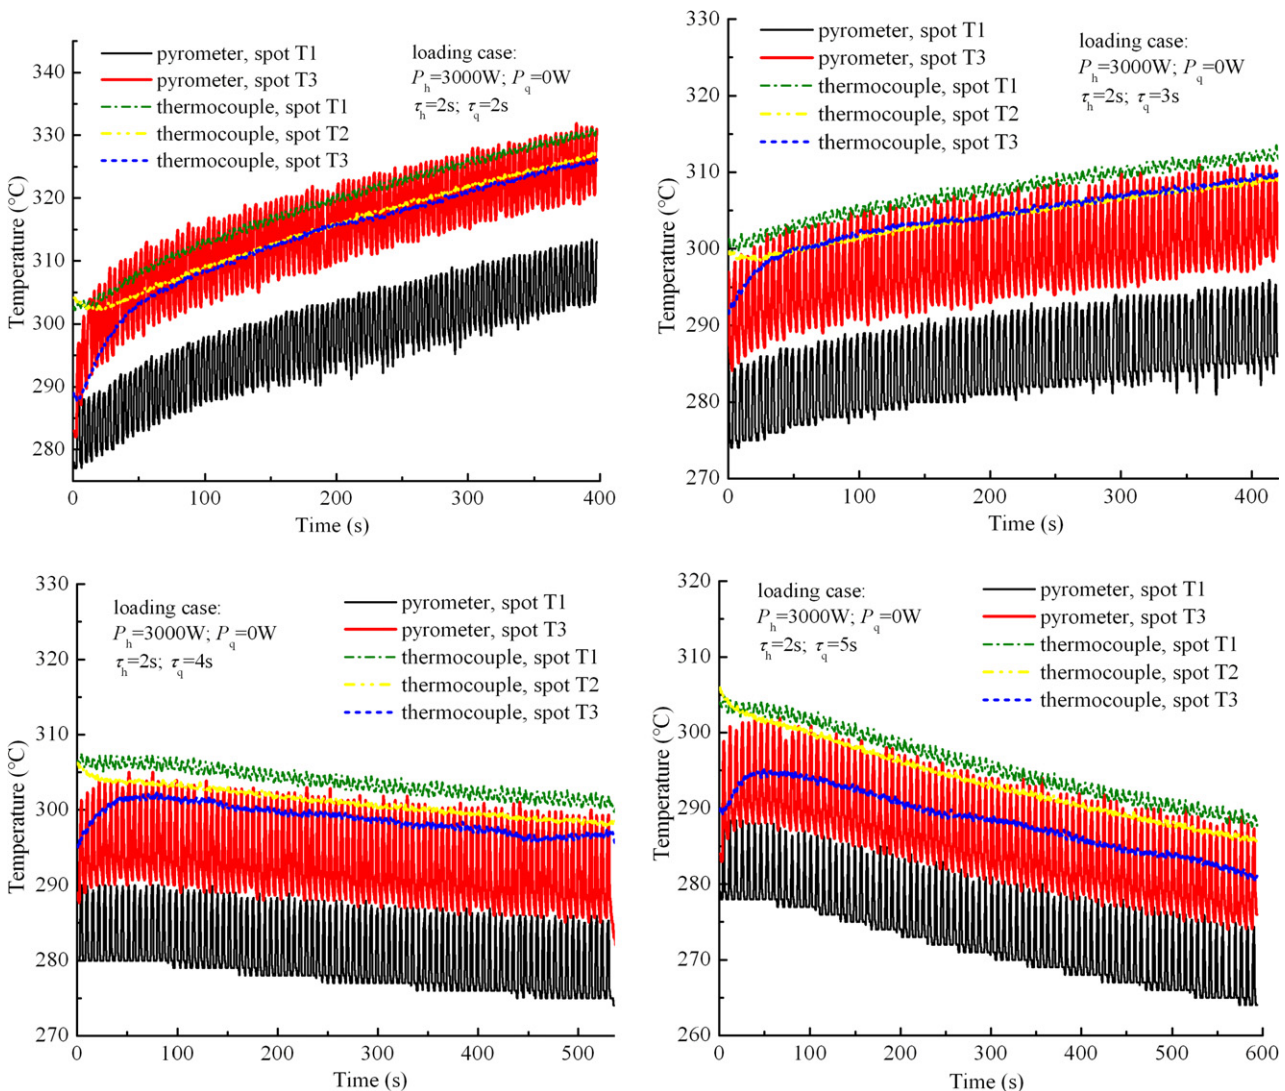 pyrometer, spot T1
pyrometer, spot T3
thermocouple, spot T1
thermocouple, spot T2
thermocouple, spot T3
loading case:
Ph=3000W; Pq=0W
τh=2s; τq=2s
340
330
320
310
300
290
280
Temperature (°C)
0 100 200 300 400
Time (s)
pyrometer, spot T1
pyrometer, spot T3
thermocouple, spot T1
thermocouple, spot T2
thermocouple, spot T3
loading case:
Ph=3000W; Pq=0W
τh=2s; τq=3s
330
320
310
300
290
280
270
Temperature (°C)
0 100 200 300 400
Time (s)
loading case:
Ph=3000W; Pq=0W
τh=2s; τq=4s
pyrometer, spot T1
pyrometer, spot T3
thermocouple, spot T1
thermocouple, spot T2
thermocouple, spot T3
330
320
310
300
290
280
270
Temperature (°C)
0 100 200 300 400 500
Time (s)
loading case:
Ph=3000W; Pq=0W
τh=2s; τq=5s
pyrometer, spot T1
pyrometer, spot T3
thermocouple, spot T1
thermocouple, spot T2
thermocouple, spot T3
320
310
300
290
280
270
260
Temperature (°C)
0 100 200 300 400 500 600
Time (s)